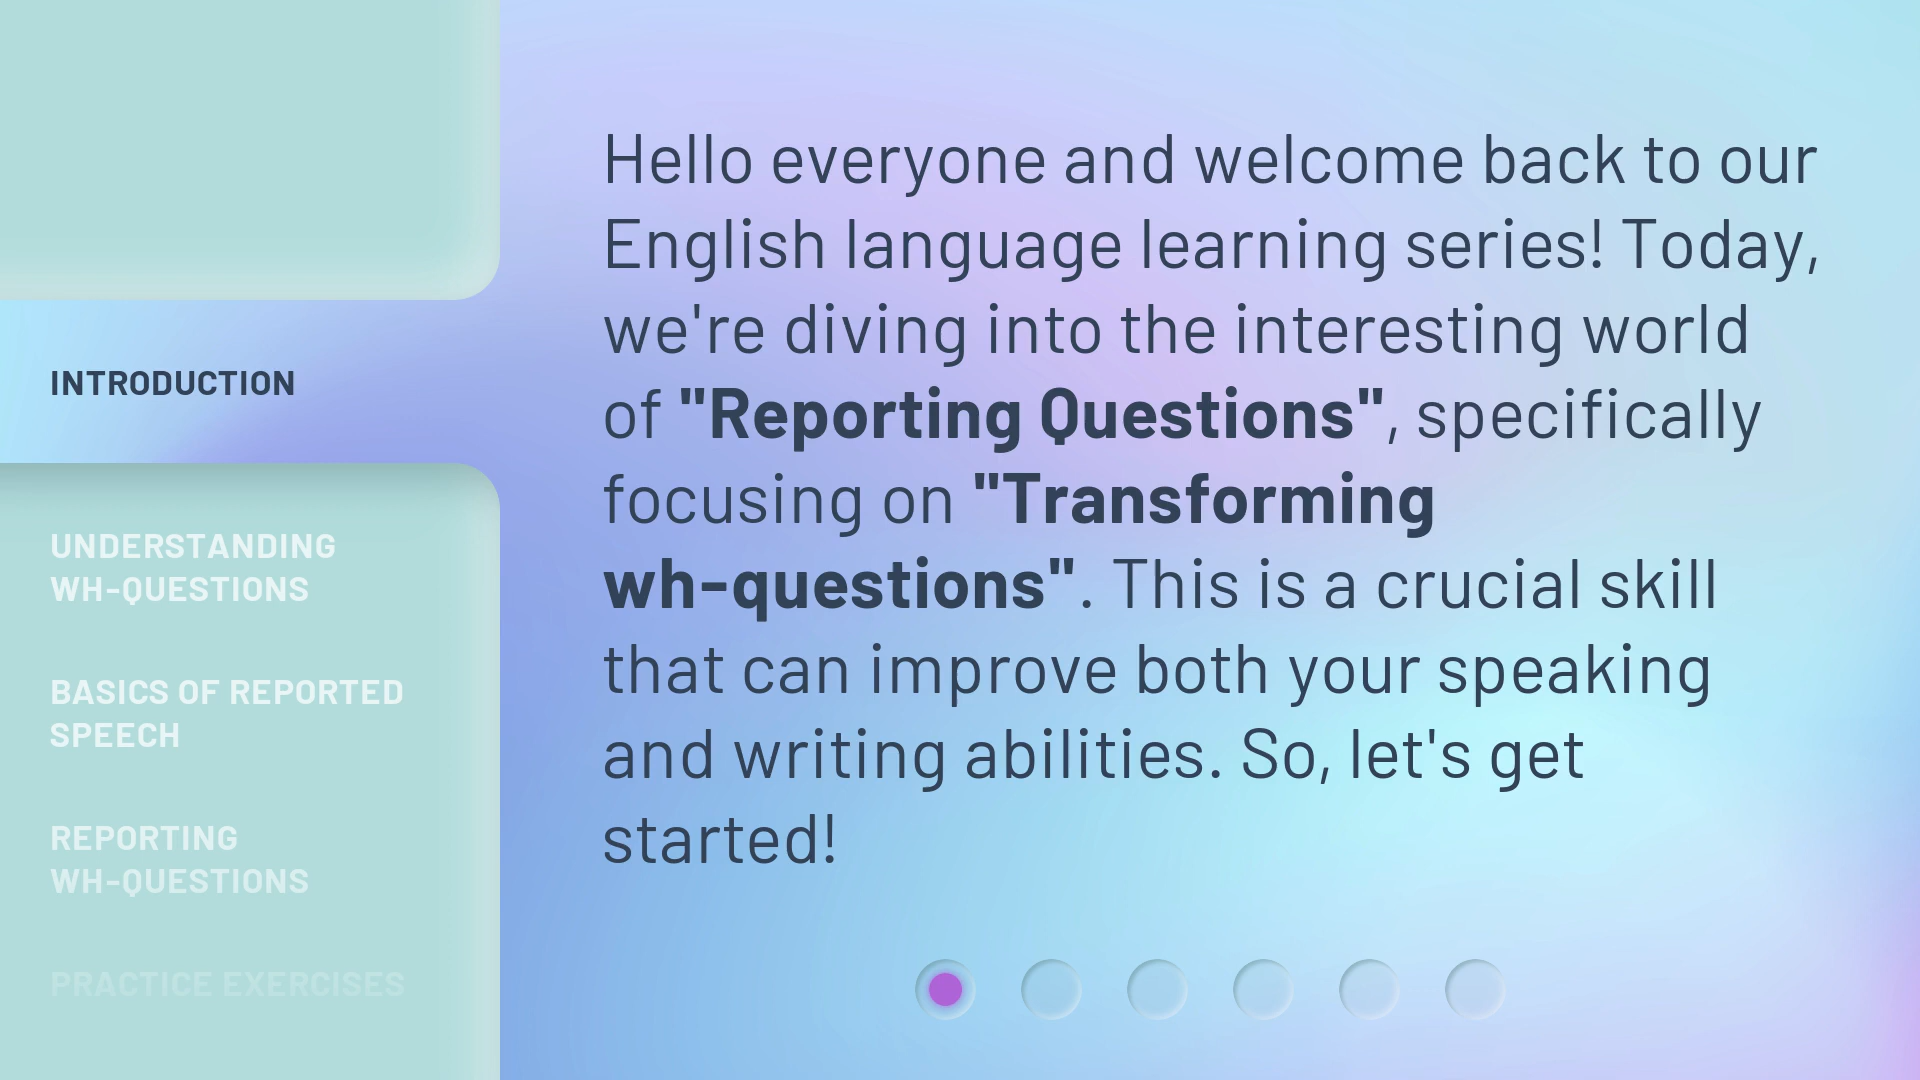 INTRODUCTION
UNDERSTANDING
WH-QUESTIONS
BASICS OF REPORTED
SPEECH
REPORTING
WH-QUESTIONS
PRACTICE EXERCISES
Hello everyone and welcome back to our
English language learning series! Today,
we're diving into the interesting world
of "Reporting Questions", specifically
focusing on "Transforming
wh-questions". This is a crucial skill
that can improve both your speaking
and writing abilities. So, let's get
started!